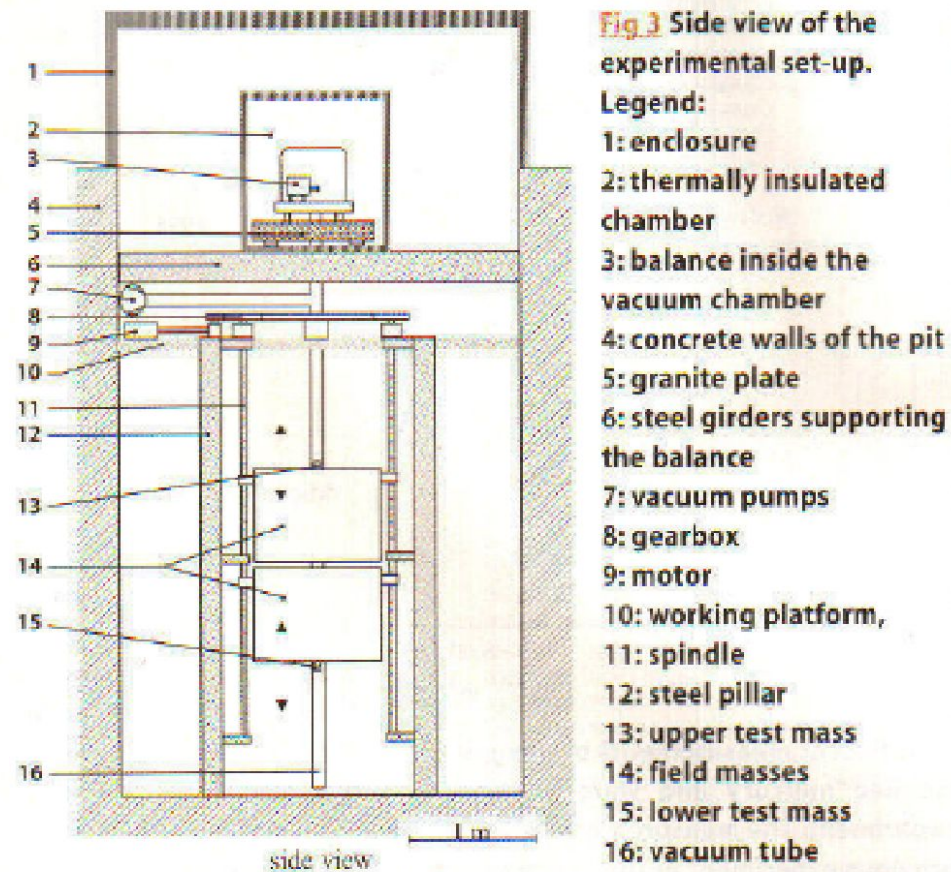 1
2
3
4
5
6
7
8
9
10
11
12
13
14
15
16
1 m
side view
Fig 3 Side view of the
experimental set-up.
Legend:
1: enclosure
2: thermally insulated
chamber
3: balance inside the
vacuum chamber
4: concrete walls of the pit
5: granite plate
6: steel girders supporting
the balance
7: vacuum pumps
8: gearbox
9: motor
10: working platform,
11: spindle
12: steel pillar
13: upper test mass
14: field masses
15: lower test mass
16: vacuum tube